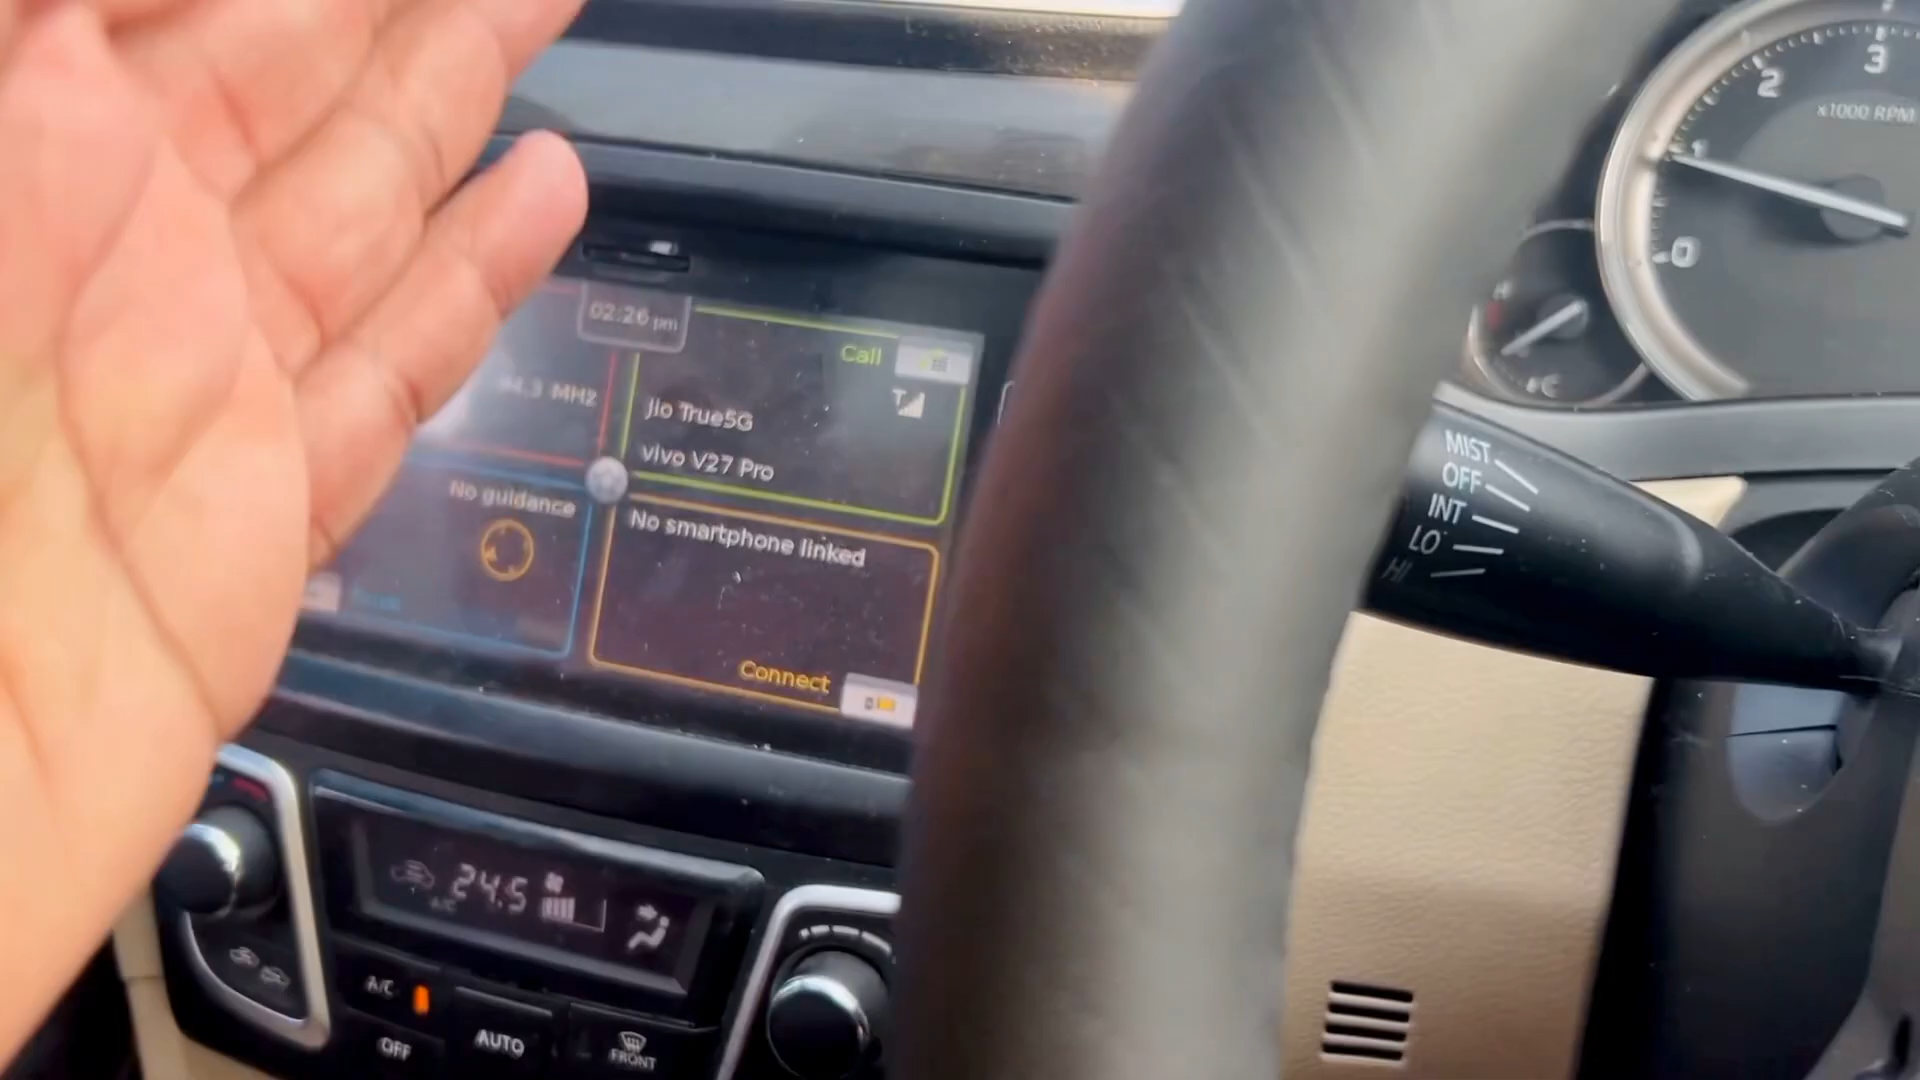 02:26 pm
Call
MHz
Jio True5G
vivo V27 Pro
No guidance
No smartphone linked
Connect
24.5
A/C
A/C
OFF
AUTO
FRONT
MIST
OFF
INT
LO
HI
3
2
x1000 RPM
1
0
H
C